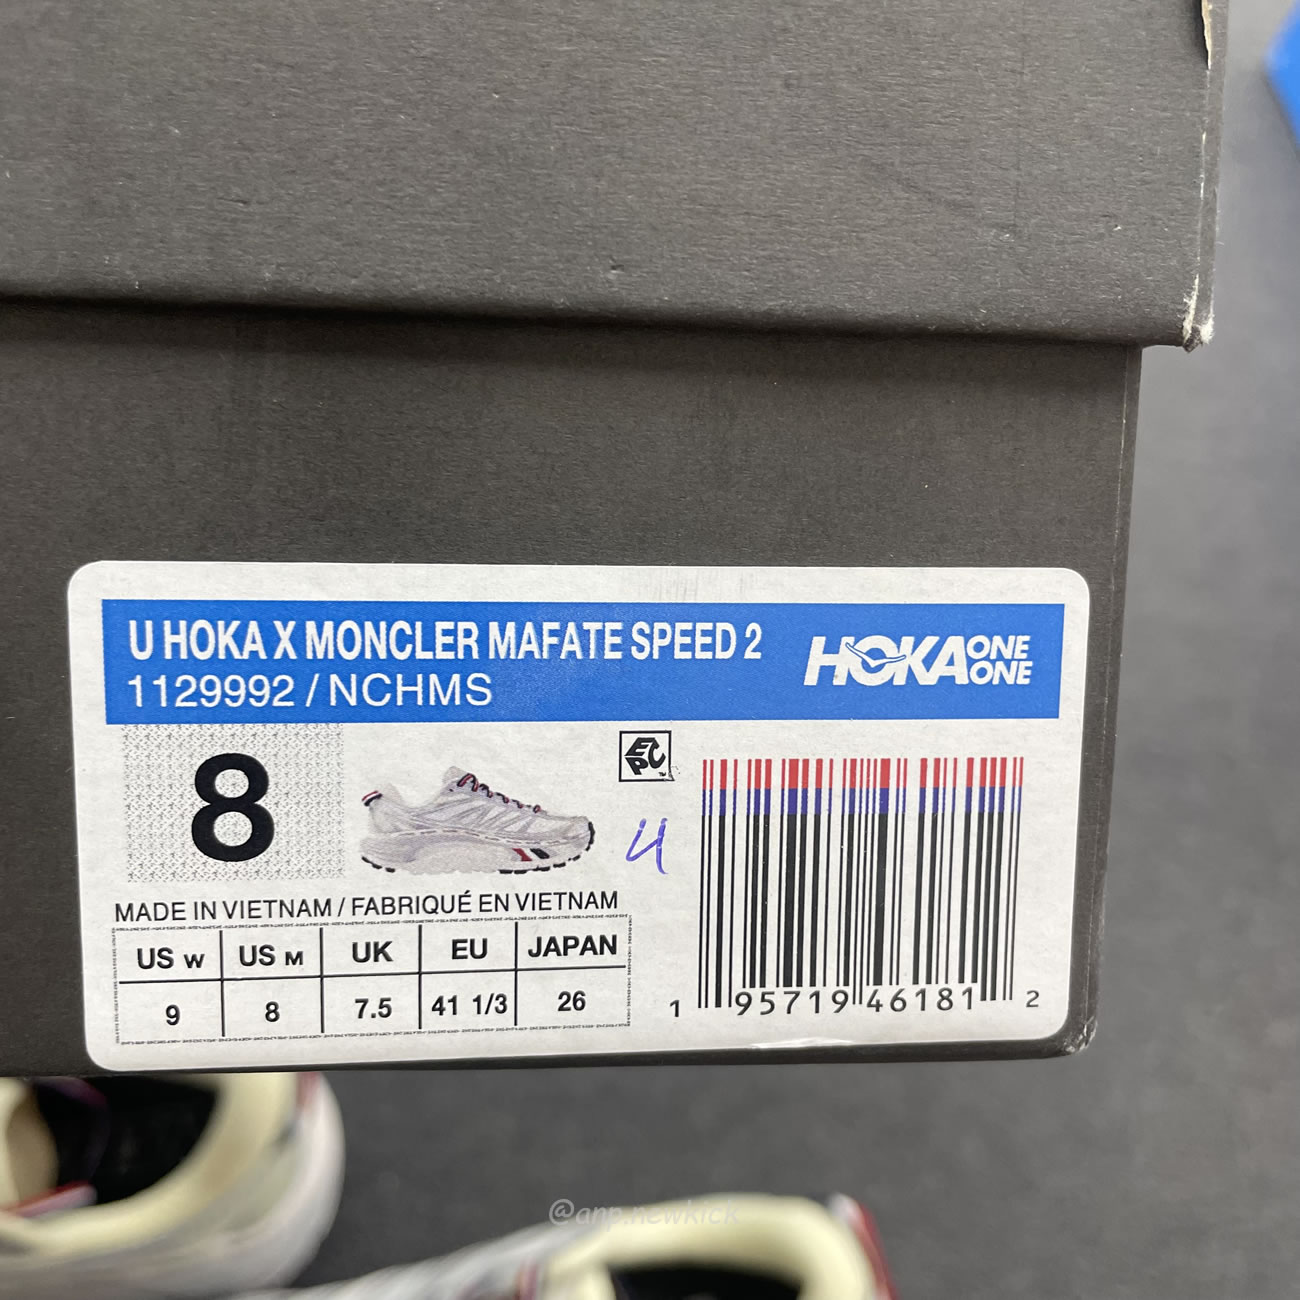 U HOKA X MONCLER MAFATE SPEED 2
1129992 / NCHMS
HOKA ONE ONE
8
EPC™
4
MADE IN VIETNAM / FABRIQUÉ EN VIETNAM
US W US M UK EU JAPAN
9 8 7.5 41 1/3 26
1 95719 46181 2
@anp.newkick